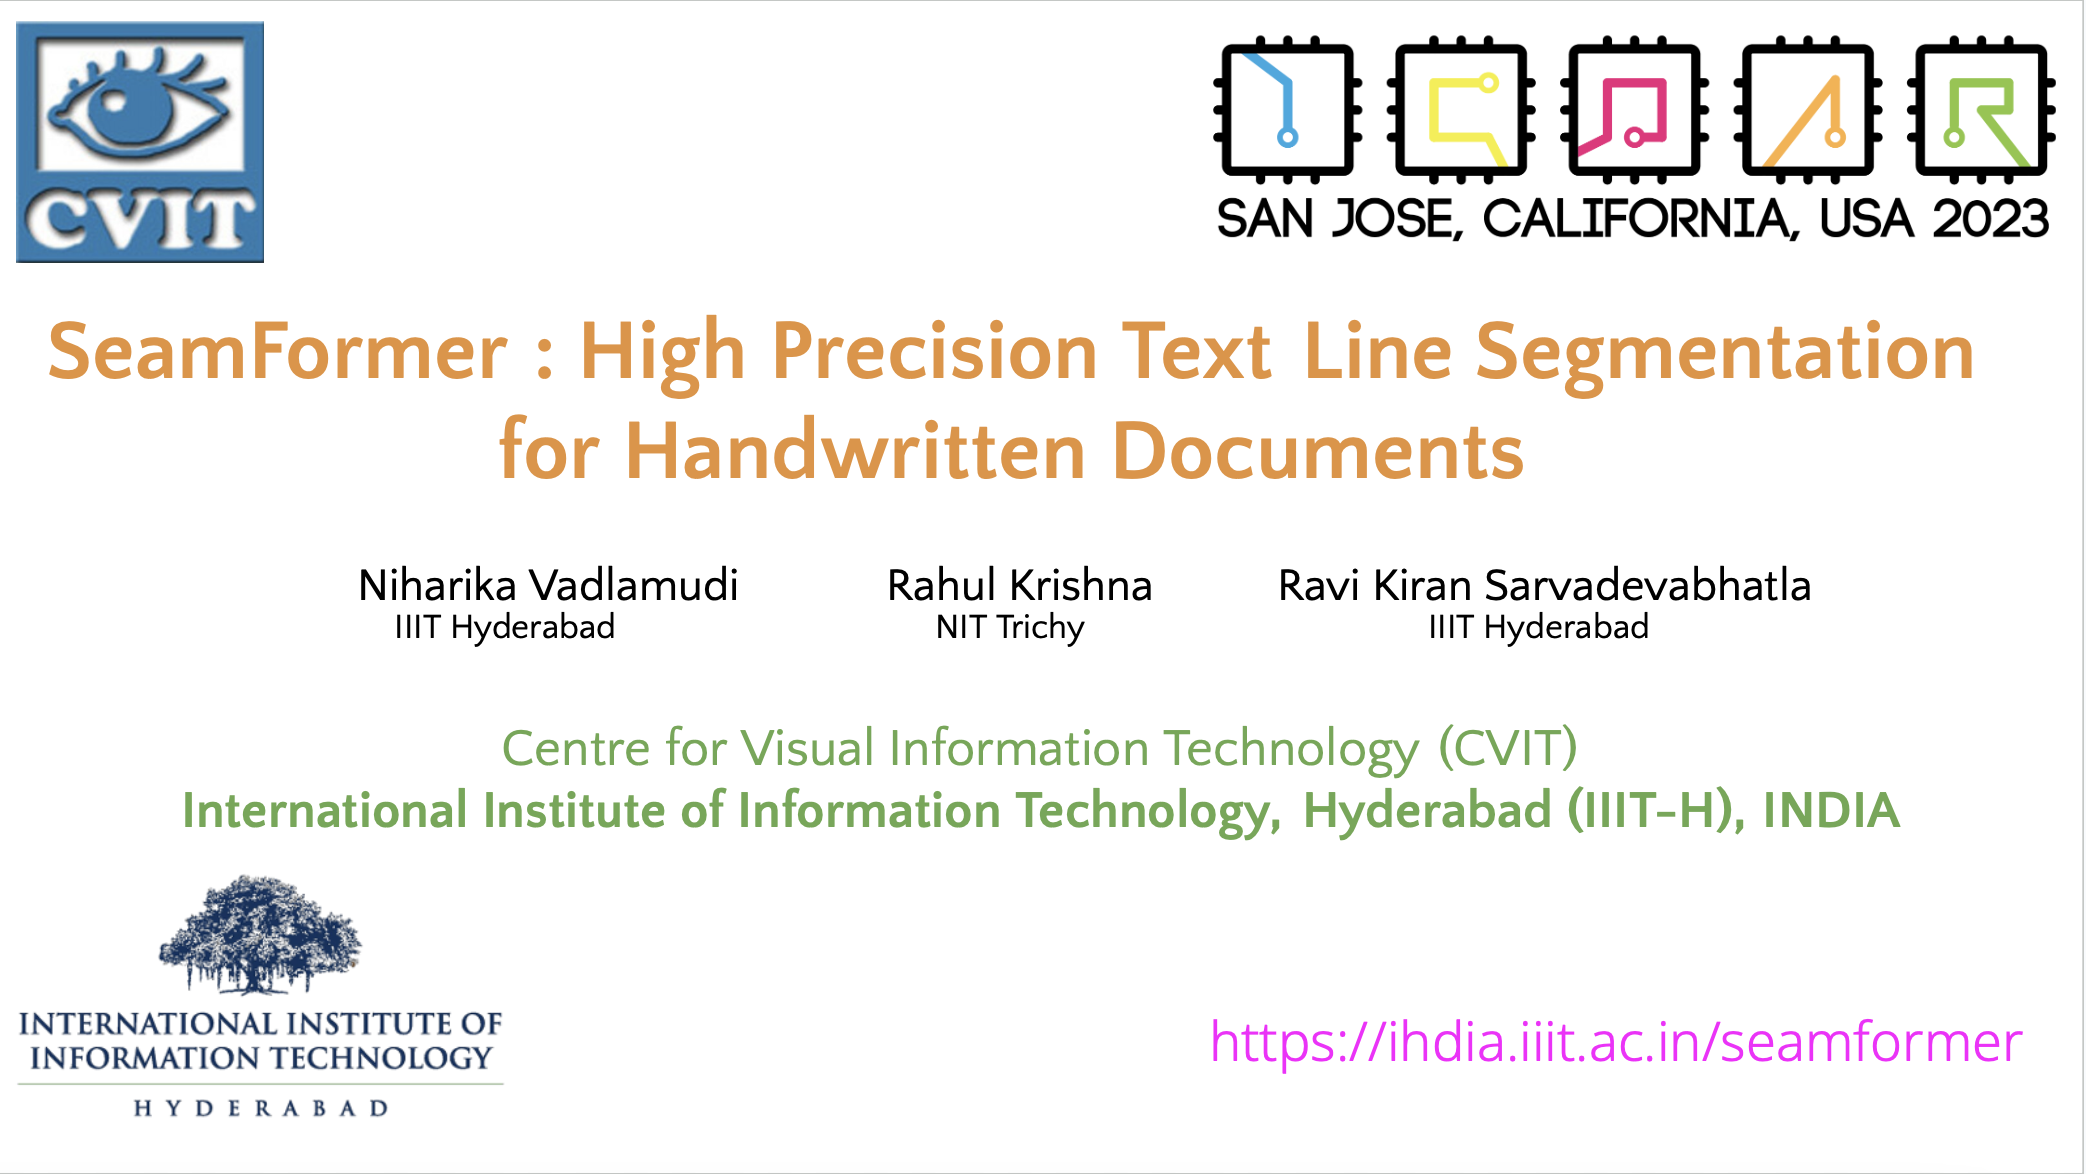 CVIT
ICDAR
SAN JOSE, CALIFORNIA, USA 2023
SeamFormer : High Precision Text Line Segmentation
for Handwritten Documents
Niharika Vadlamudi
IIIT Hyderabad
Rahul Krishna
NIT Trichy
Ravi Kiran Sarvadevabhatla
IIIT Hyderabad
Centre for Visual Information Technology (CVIT)
International Institute of Information Technology, Hyderabad (IIIT-H), INDIA
INTERNATIONAL INSTITUTE OF
INFORMATION TECHNOLOGY
HYDERABAD
https://ihdia.iiit.ac.in/seamformer